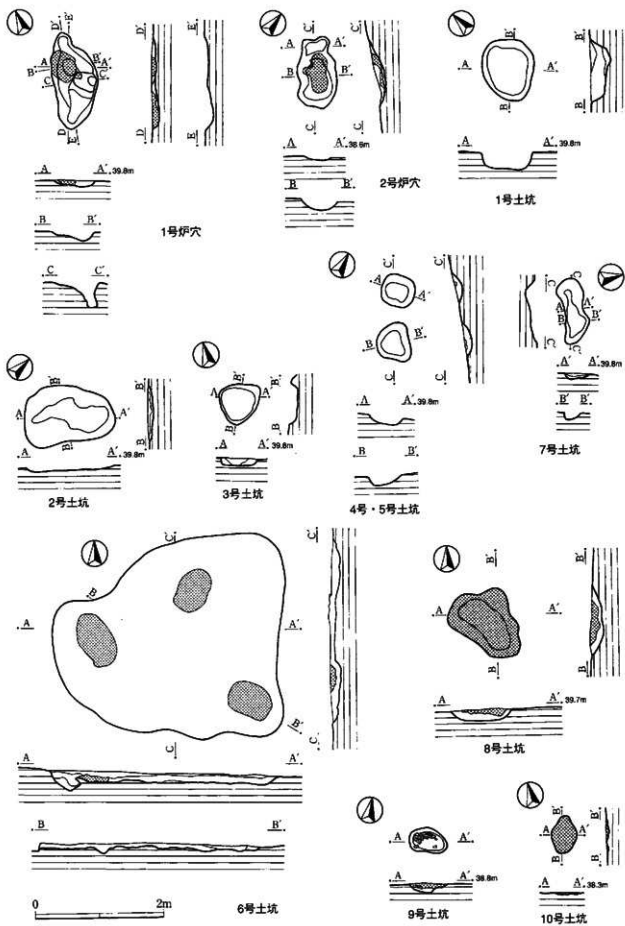 D' E'
A B' A'
B C'
C
D E
D' E'
D E
A A' 39.8m
B B'
C C'
1号炉穴
C'
A A'
B B'
C
C'
C
A A' 38.6m
B B'
2号炉穴
B'
A A'
B
B'
B
A A' 39.8m
1号土坑
B'
A A'
B
B'
B
A A' 39.8m
2号土坑
B'
A A'
B
B'
B
A A' 39.8m
3号土坑
C'
A A'
B B'
C
C'
C
A A' 39.8m
B B'
4号・5号土坑
C
A A'
B B'
C'
C
C'
A' A 39.8m
B' B'
7号土坑
C'
B
A A'
B'
C
C'
C
A A'
B B'
0 2m
6号土坑
B'
A A'
B
B'
B
A A' 39.7m
8号土坑
A A'
A A' 38.8m
9号土坑
B'
A A'
B
B'
B
A A' 38.3m
10号土坑